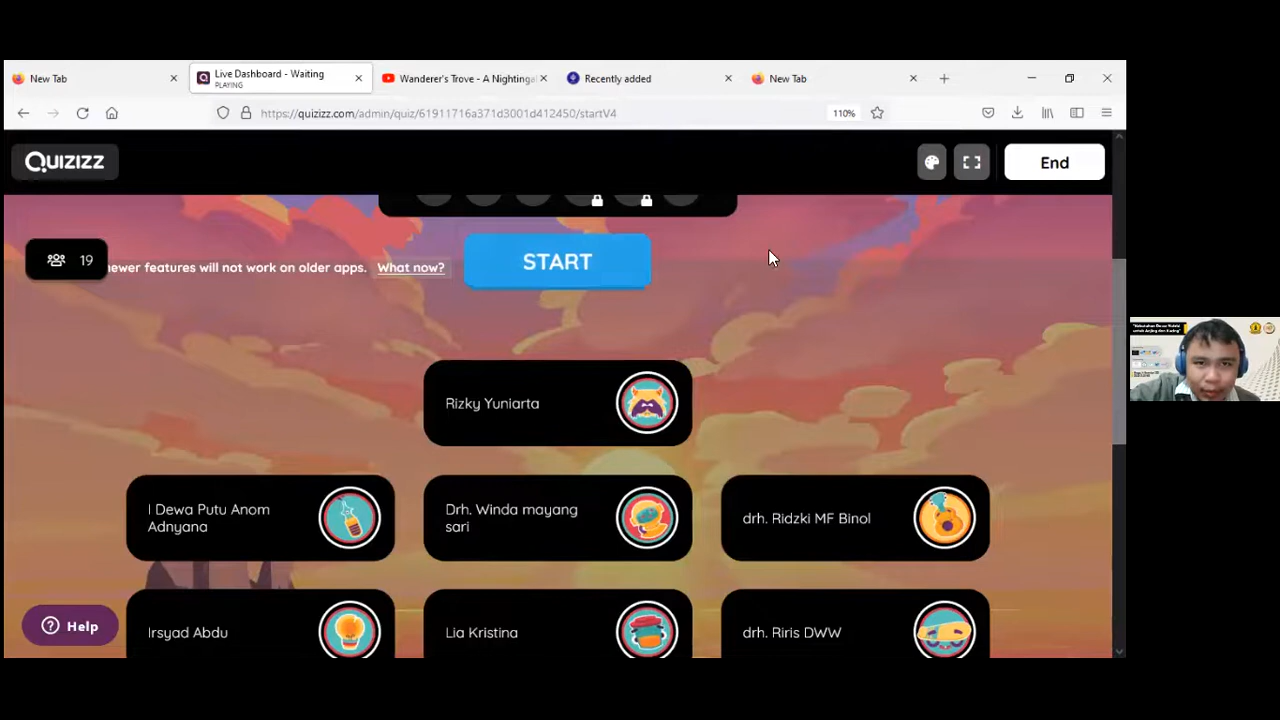 New Tab
Live Dashboard - Waiting
PLAYING
Wanderer's Trove - A Nightinga
Recently added
New Tab
https://quizizz.com/admin/quiz/61911716a371d3001d412450/startV4
110%
QUIZIZZ
End
19
ewer features will not work on older apps. What now?
START
Rizky Yuniarta
I Dewa Putu Anom
Adnyana
Drh. Winda mayang
sari
drh. Ridzki MF Binol
Irsyad Abdu
Lia Kristina
drh. Riris DWW
Help